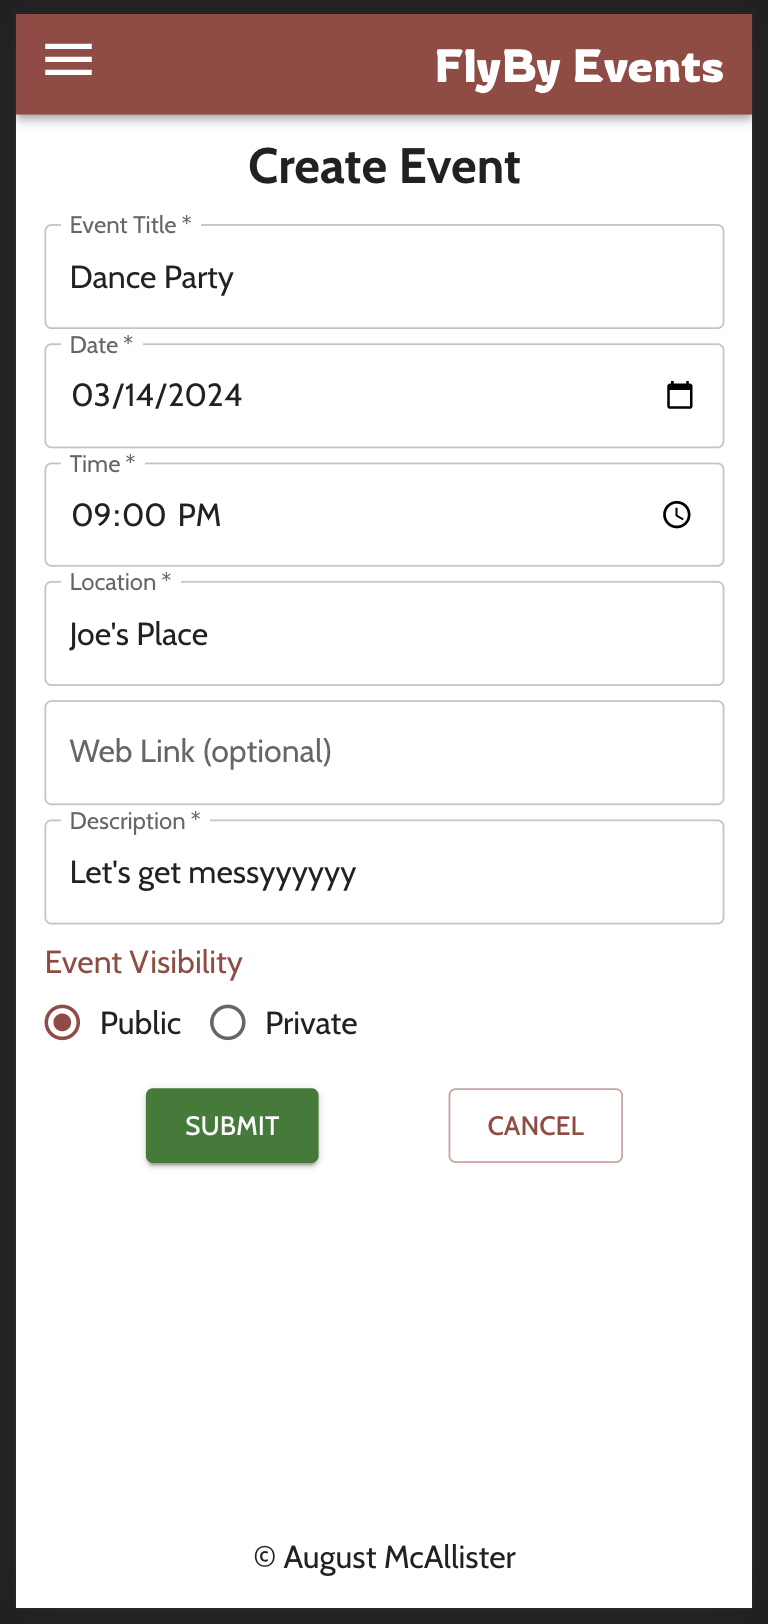 FlyBy Events
Create Event
Event Title *
Dance Party
Date *
03/14/2024
Time *
09:00 PM
Location *
Joe's Place
Web Link (optional)
Description *
Let's get messyyyyyy
Event Visibility
Public Private
SUBMIT CANCEL
© August McAllister